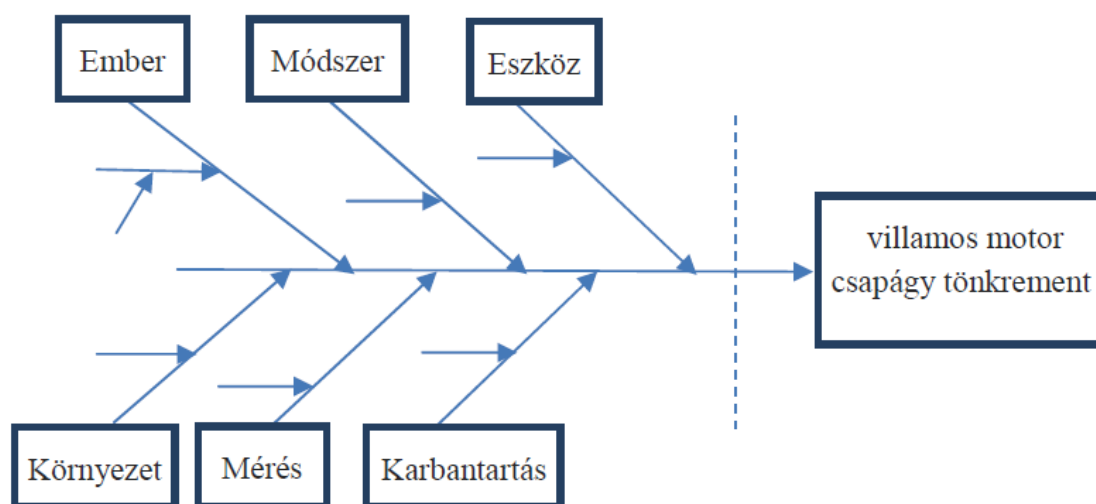 Ember
Módszer
Eszköz
villamos motor
csapágy tönkrement
Környezet
Mérés
Karbantartás